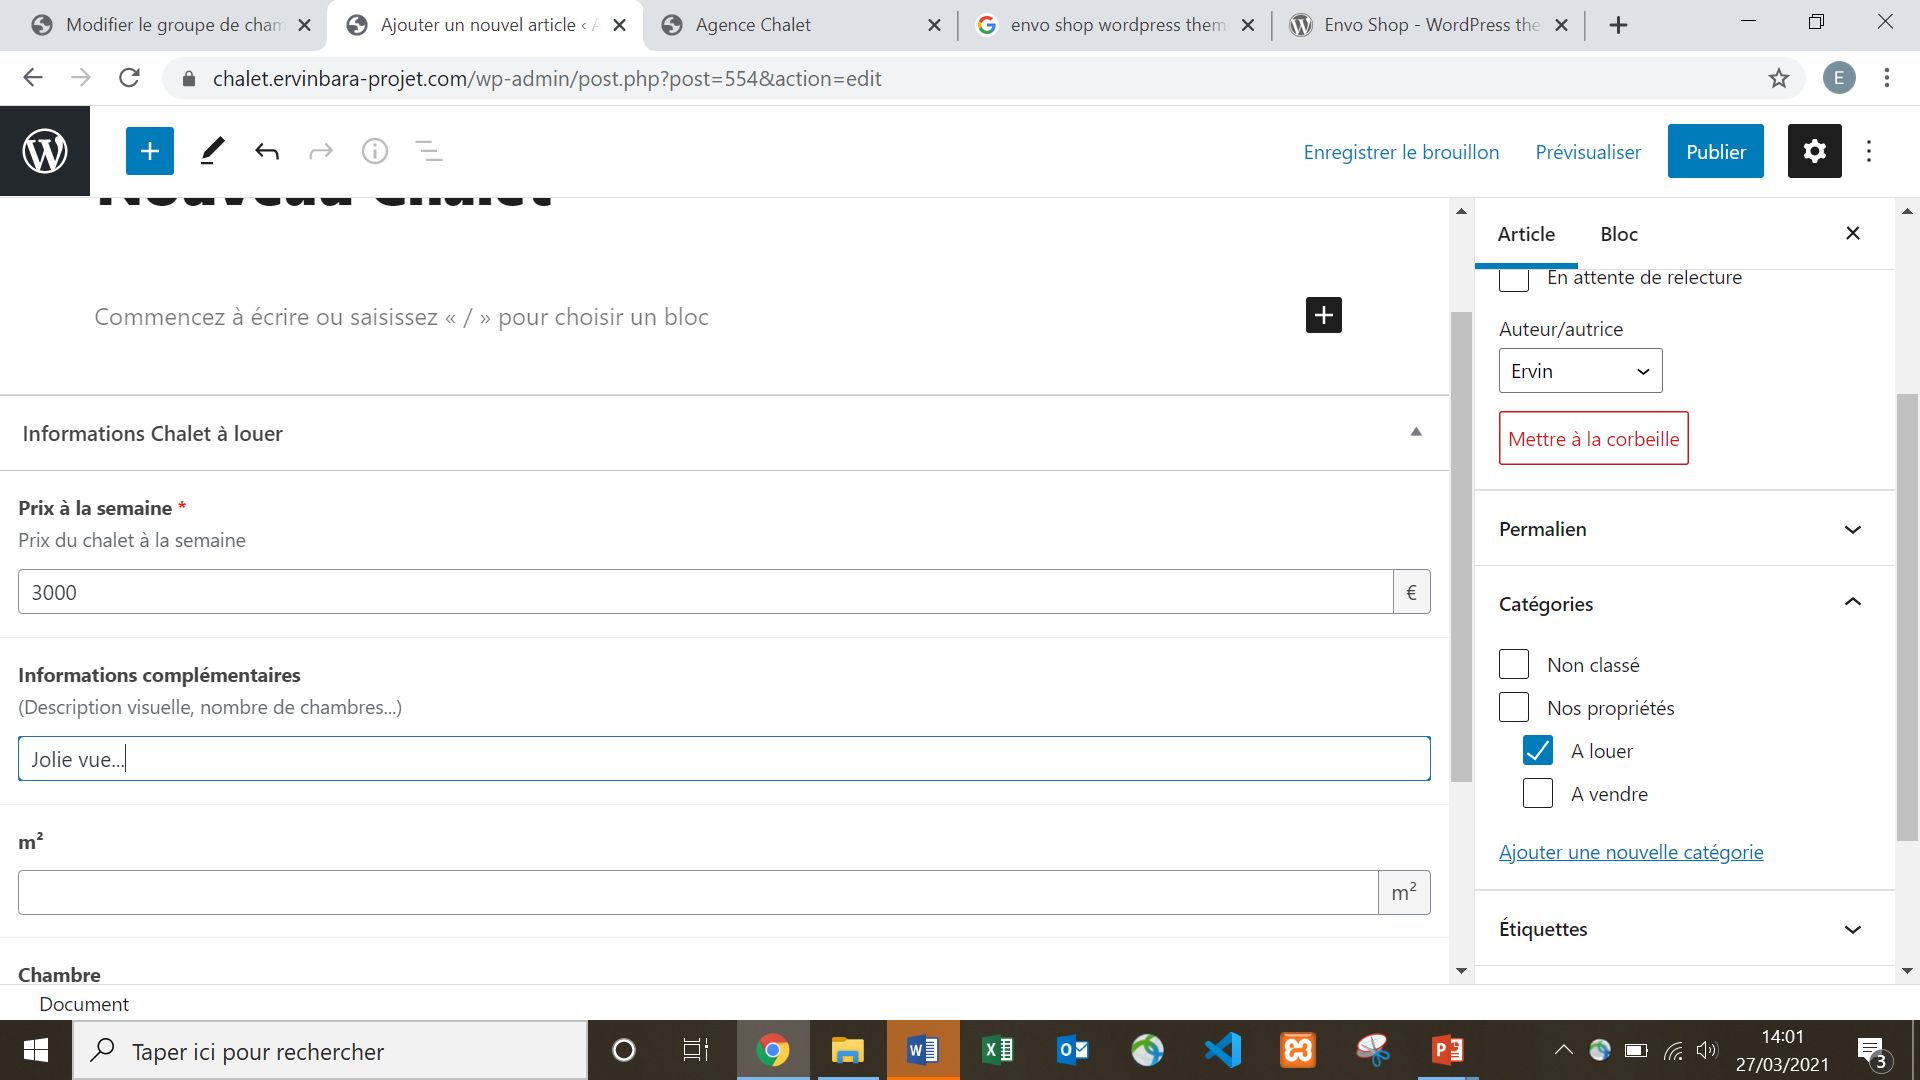 Modifier le groupe de cham
Ajouter un nouvel article ‹ A
Agence Chalet
envo shop wordpress them
Envo Shop - WordPress the
chalet.ervinbara-projet.com/wp-admin/post.php?post=554&action=edit
E
Enregistrer le brouillon
Prévisualiser
Publier
Nouveau Chalet
Commencez à écrire ou saisissez « / » pour choisir un bloc
Informations Chalet à louer
Prix à la semaine *
Prix du chalet à la semaine
3000
€
Informations complémentaires
(Description visuelle, nombre de chambres...)
Jolie vue...
m²
m²
Chambre
Document
Article
Bloc
En attente de relecture
Auteur/autrice
Ervin
Mettre à la corbeille
Permalien
Catégories
Non classé
Nos propriétés
A louer
A vendre
Ajouter une nouvelle catégorie
Étiquettes
Taper ici pour rechercher
14:01
27/03/2021
3